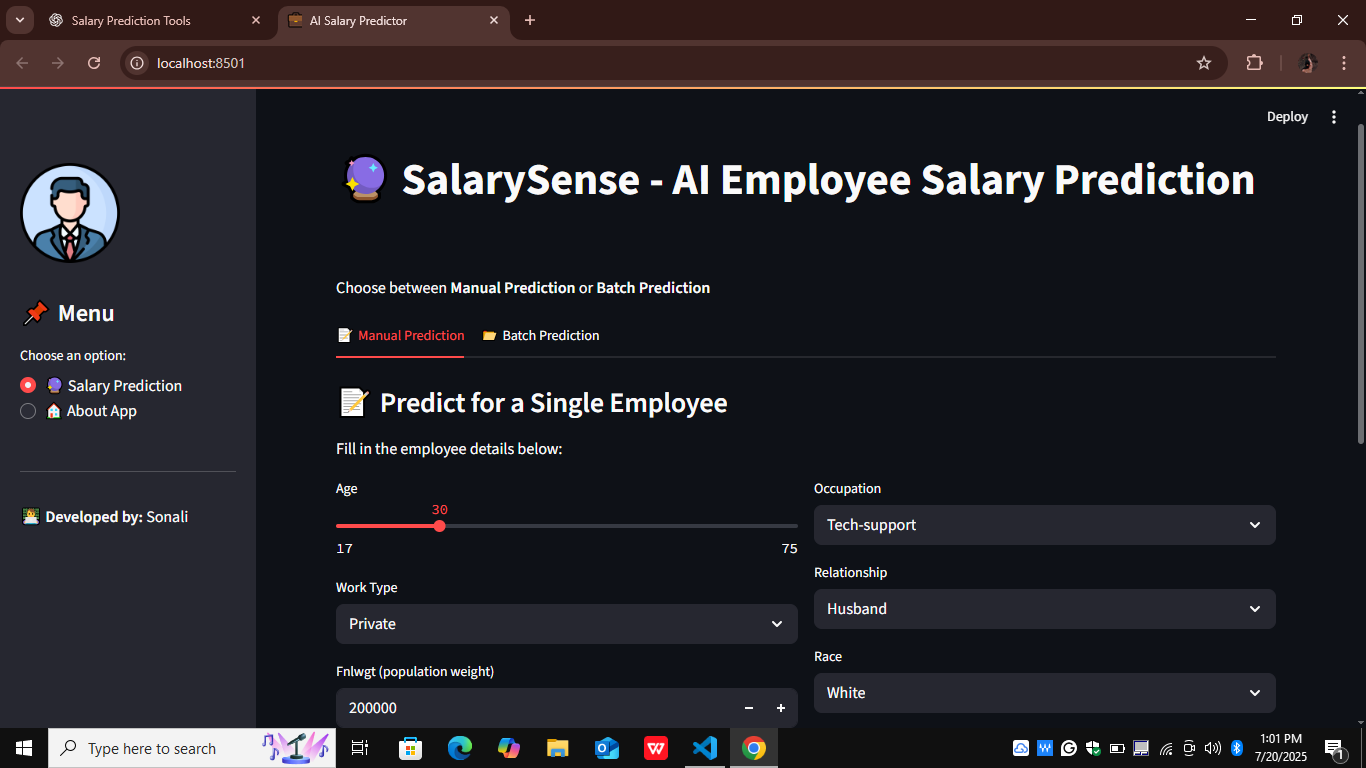 Salary Prediction Tools
AI Salary Predictor
localhost:8501
Deploy
SalarySense - AI Employee Salary Prediction
Menu
Choose an option:
Salary Prediction
About App
Developed by: Sonali
Choose between Manual Prediction or Batch Prediction
Manual Prediction
Batch Prediction
Predict for a Single Employee
Fill in the employee details below:
Age
30
17
75
Work Type
Private
Fnlwgt (population weight)
200000
Occupation
Tech-support
Relationship
Husband
Race
White
Type here to search
1:01 PM
7/20/2025
1